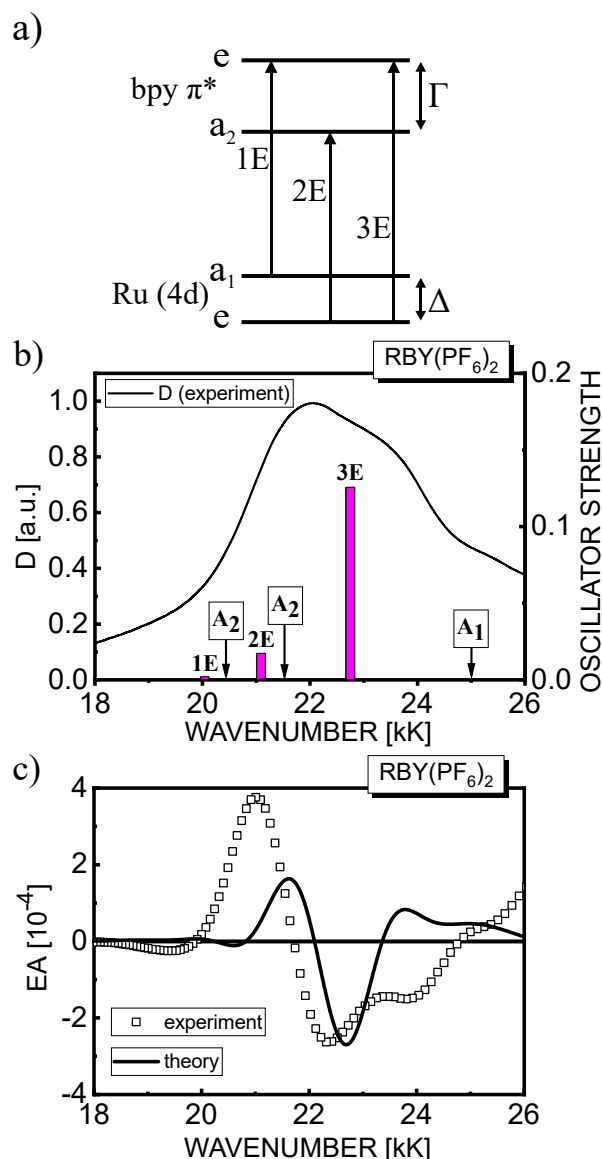 a)
e
bpy π*
Γ
a₂
1E
2E
3E
a₁
Ru (4d)
Δ
e
b)
RBY(PF₆)₂
D (experiment)
D [a.u.]
1.0
0.8
0.6
0.4
0.2
0.0
OSCILLATOR STRENGTH
0.2
0.1
0.0
3E
A₂
A₂
A₁
1E
2E
18 20 22 24 26
WAVENUMBER [kK]
c)
RBY(PF₆)₂
EA [10⁻⁴]
4
2
0
-2
-4
experiment
theory
18 20 22 24 26
WAVENUMBER [kK]